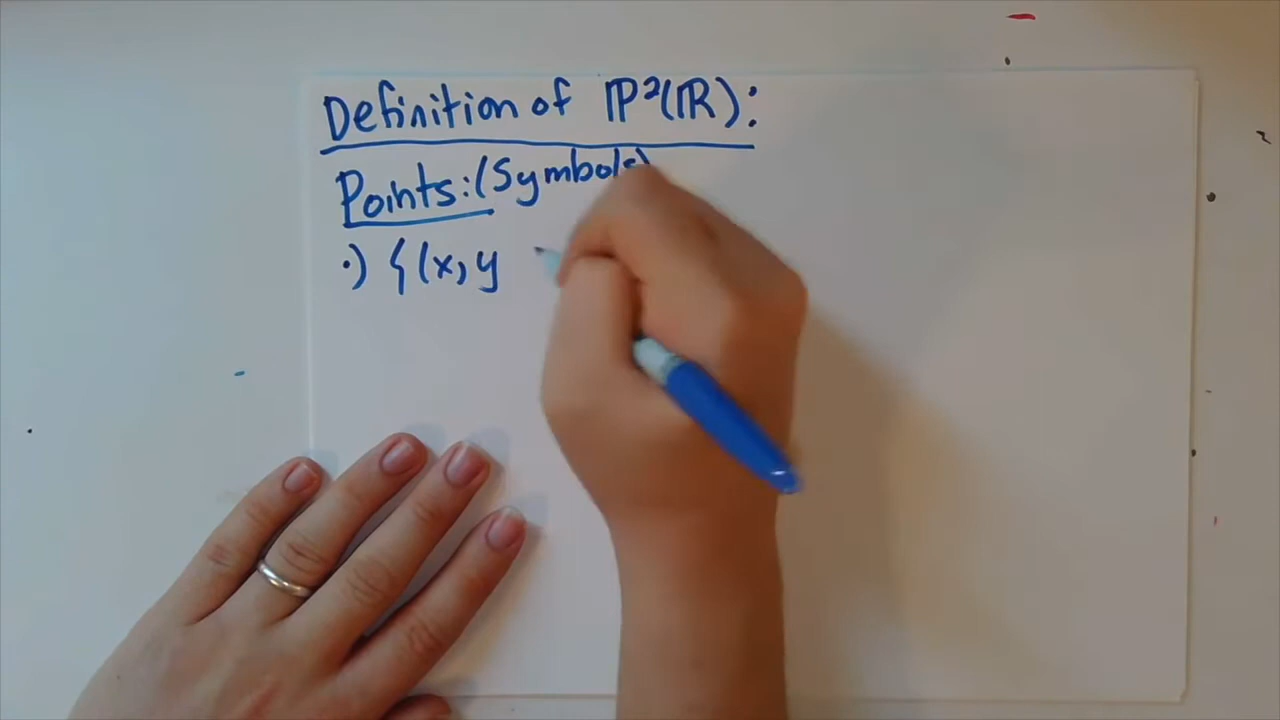 Definition of ℙ²(ℝ):
Points: (Symbols)
·) {(x, y